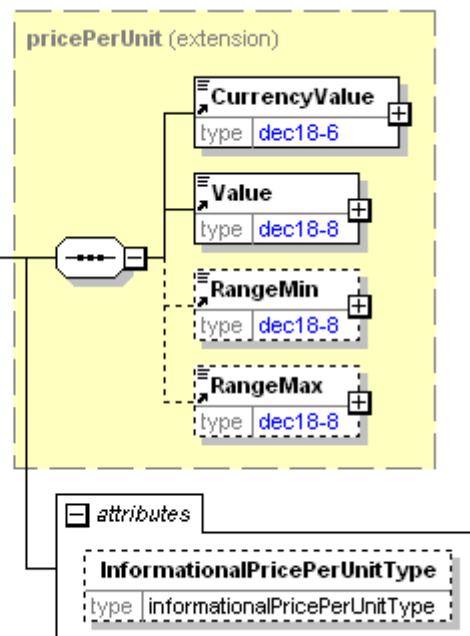 pricePerUnit (extension)
CurrencyValue
type dec18-6
Value
type dec18-8
RangeMin
type dec18-8
RangeMax
type dec18-8
attributes
InformationalPricePerUnitType
type informationalPricePerUnitType